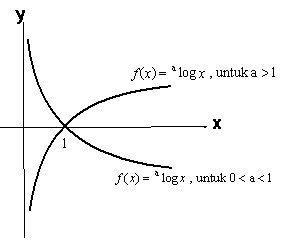 y
f(x) = ᵃlog x , untuk a > 1
x
1
f(x) = ᵃlog x , untuk 0 < a < 1